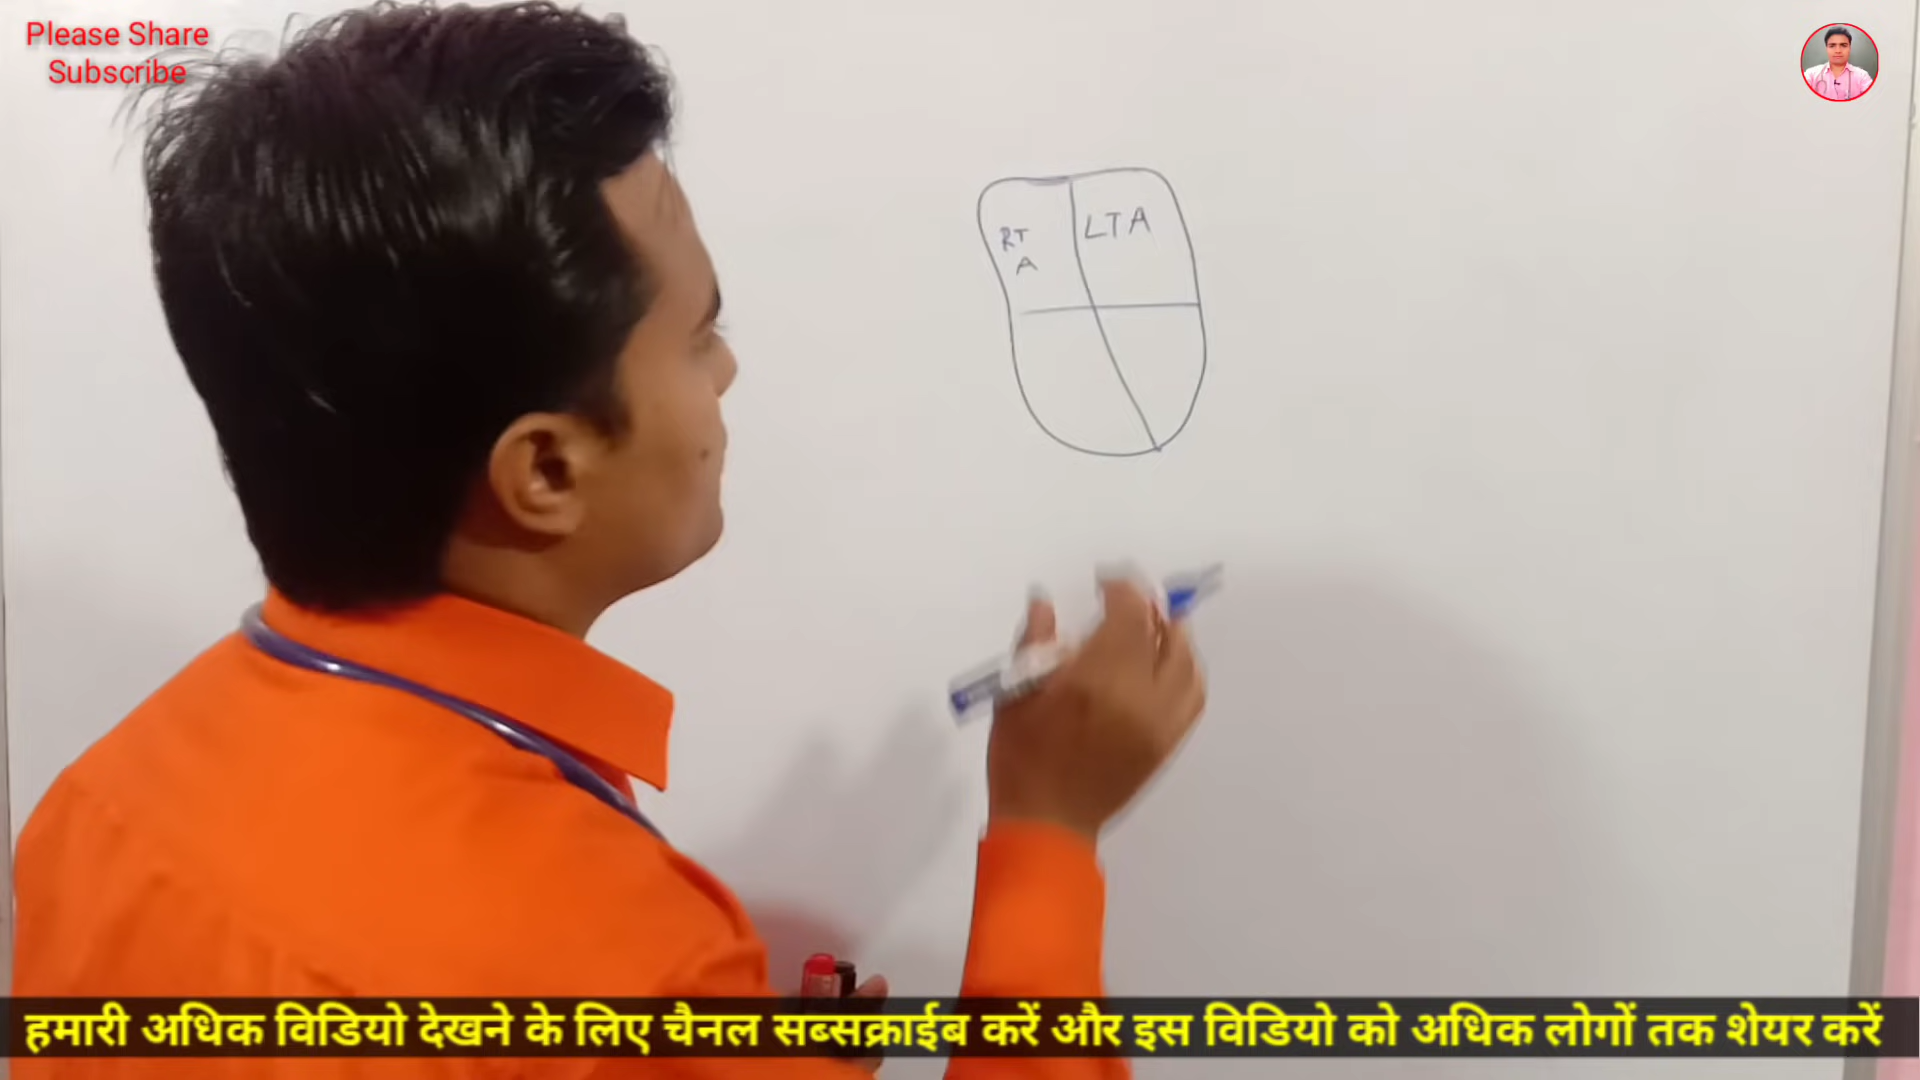 Please Share
Subscribe
RT
A
LTA
हमारी अधिक विडियो देखने के लिए चैनल सब्सक्राईब करें और इस विडियो को अधिक लोगों तक शेयर करें